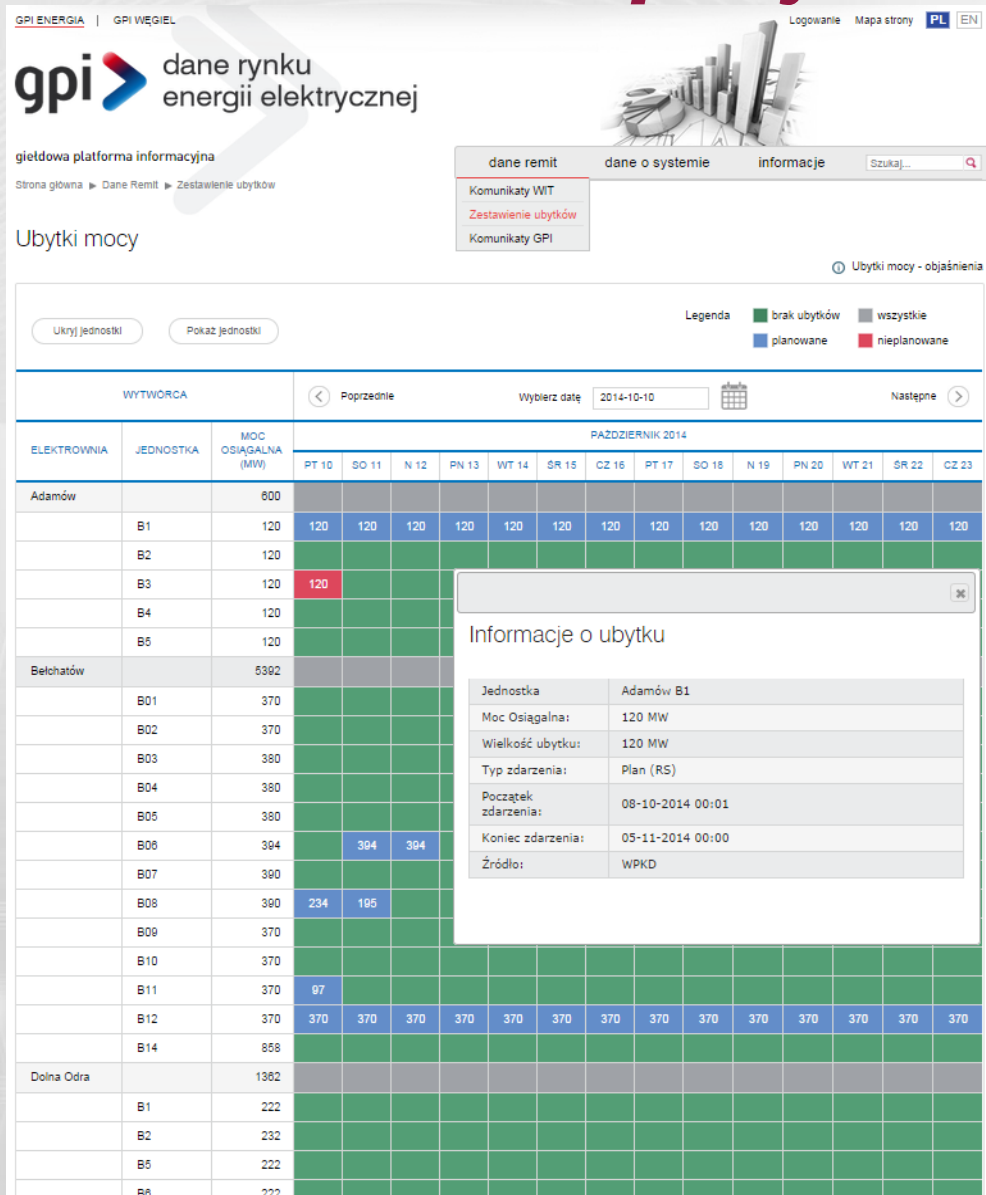 GPI ENERGIA | GPI WĘGIEL
Logowanie Mapa strony PL EN
gpi dane rynku
energii elektrycznej
giełdowa platforma informacyjna
dane remit dane o systemie informacje Szukaj...
Strona główna ▶ Dane Remit ▶ Zestawienie ubytków
Komunikaty WIT
Zestawienie ubytków
Komunikaty GPI
Ubytki mocy
Ubytki mocy - objaśnienia
Ukryj jednostki Pokaż jednostki
Legenda brak ubytków wszystkie
planowane nieplanowane
WYTWÓRCA Poprzednie Wybierz datę 2014-10-10 Następne
ELEKTROWNIA JEDNOSTKA MOC OSIĄGALNA (MW) PAŹDZIERNIK 2014
PT 10 SO 11 N 12 PN 13 WT 14 ŚR 15 CZ 16 PT 17 SO 18 N 19 PN 20 WT 21 ŚR 22 CZ 23
Adamów 600
B1 120 120 120 120 120 120 120 120 120 120 120 120 120 120 120
B2 120
B3 120 120
B4 120
B5 120
Bełchatów 5392
B01 370
B02 370
B03 380
B04 380
B05 380
B06 394 394 394
B07 390
B08 390 234 195
B09 370
B10 370
B11 370 97
B12 370 370 370 370 370 370 370 370 370 370 370 370 370 370 370
B14 858
Dolna Odra 1362
B1 222
B2 232
B5 222
B6 222
Informacje o ubytku
Jednostka Adamów B1
Moc Osiągalna: 120 MW
Wielkość ubytku: 120 MW
Typ zdarzenia: Plan (RS)
Początek zdarzenia: 08-10-2014 00:01
Koniec zdarzenia: 05-11-2014 00:00
Źródło: WPKD